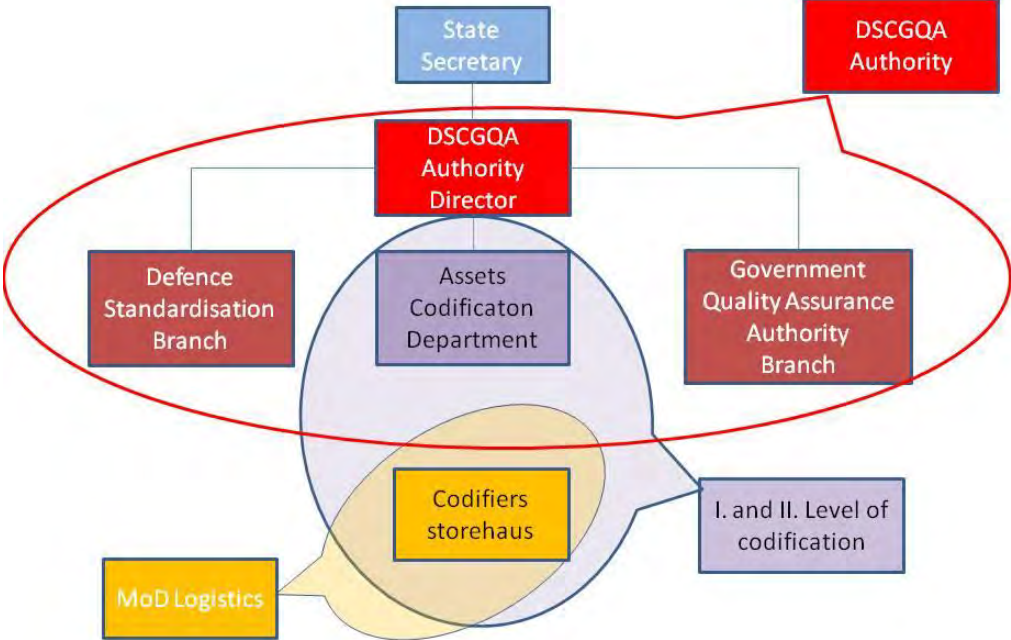 State
Secretary
DSCGQA
Authority
DSCGQA
Authority
Director
Defence
Standardisation
Branch
Assets
Codificaton
Department
Government
Quality Assurance
Authority
Branch
Codifiers
storehaus
I. and II. Level of
codification
MoD Logistics